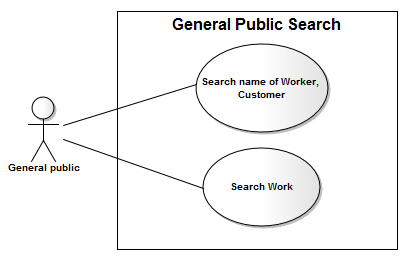 General Public Search
Search name of Worker,
Customer
General public
Search Work